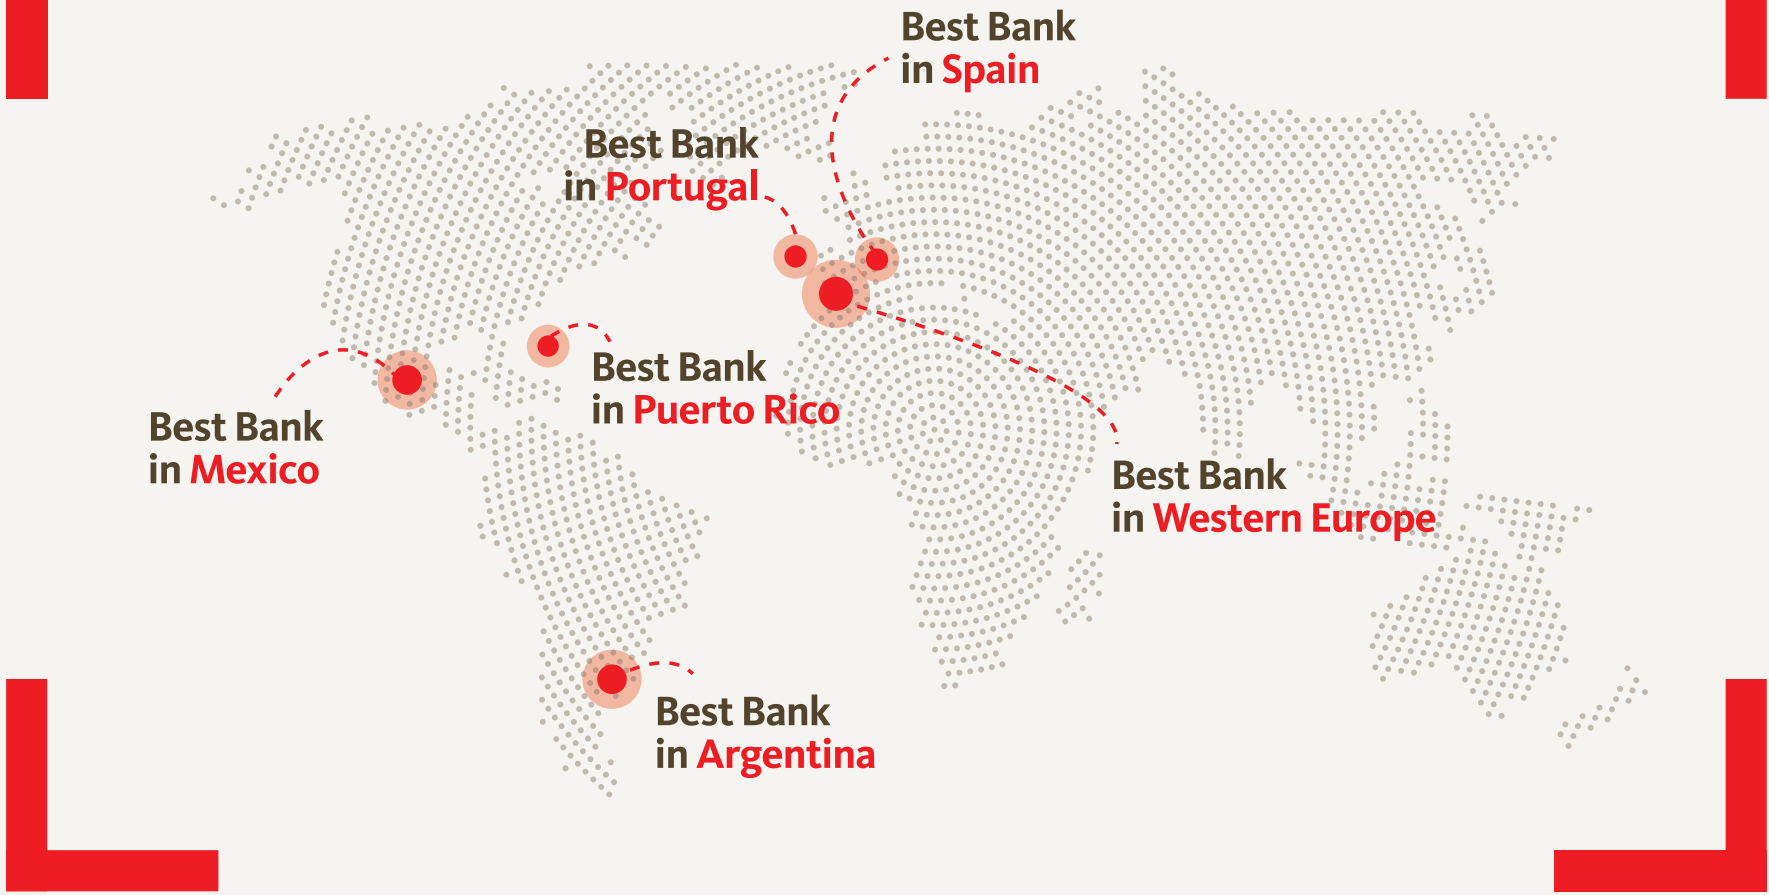 Best Bank
in Spain
Best Bank
in Portugal
Best Bank
in Puerto Rico
Best Bank
in Mexico
Best Bank
in Western Europe
Best Bank
in Argentina